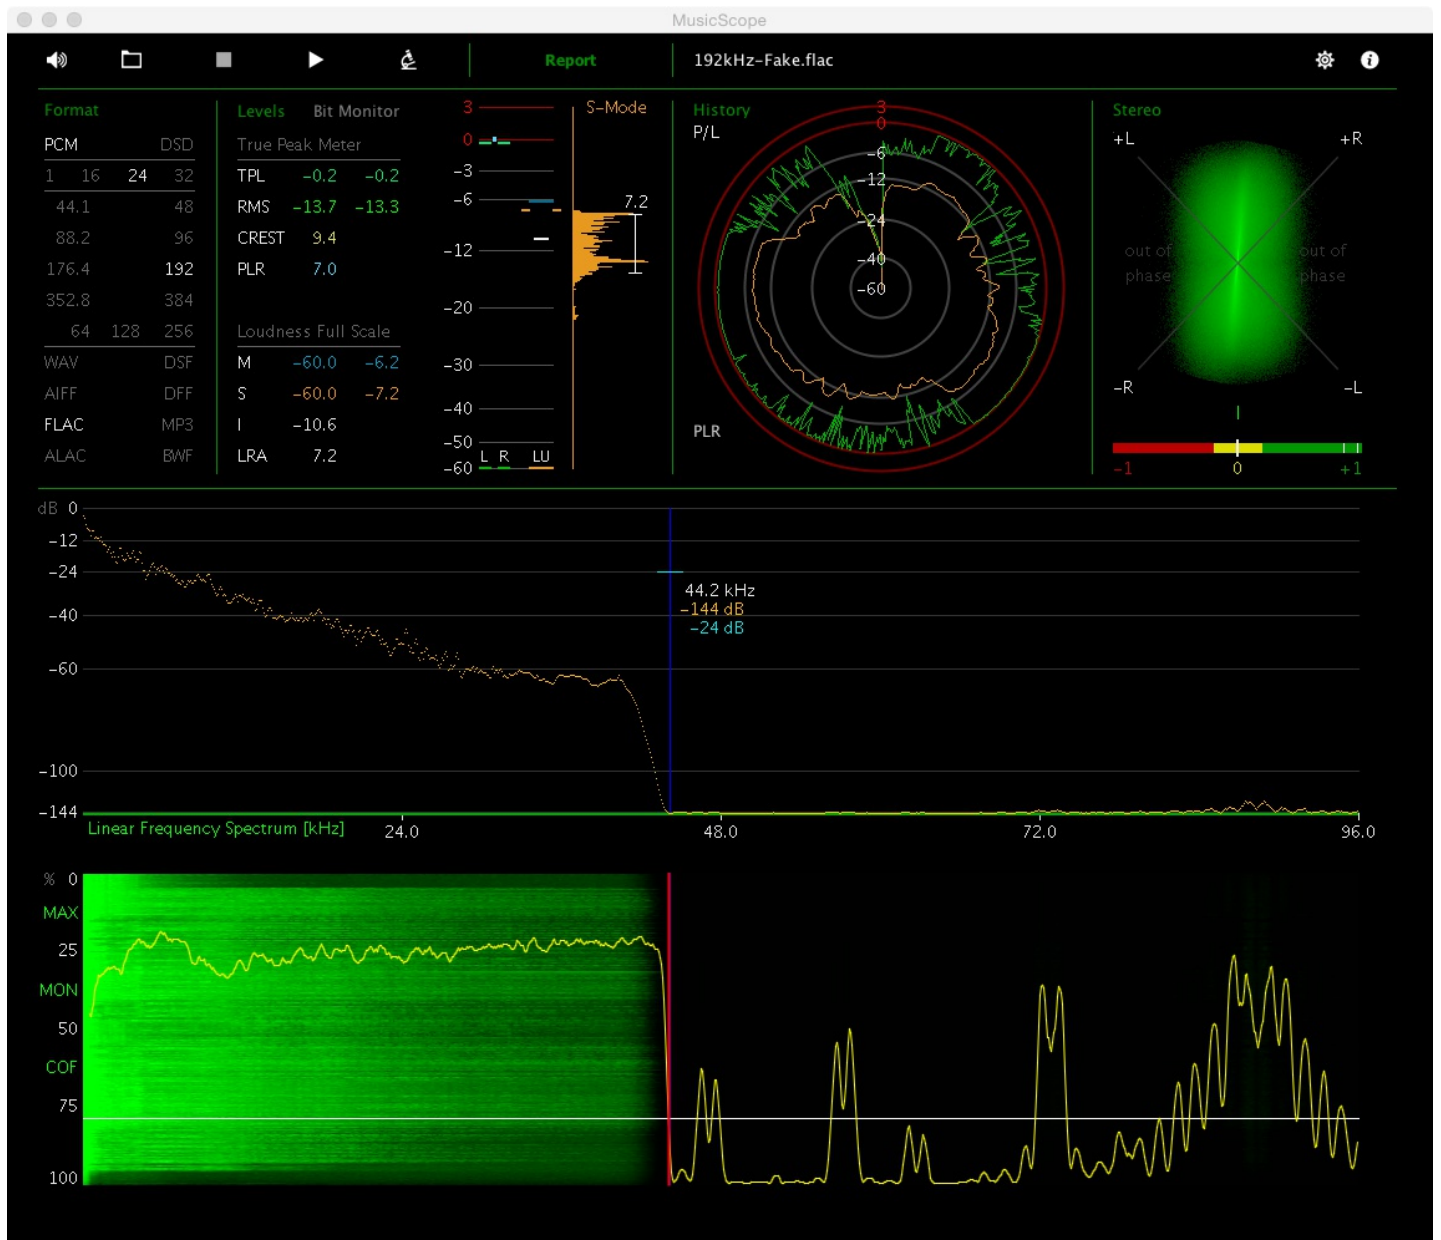 MusicScope
Report
192kHz-Fake.flac
i
Format
PCM DSD
1 16 24 32
44.1 48
88.2 96
176.4 192
352.8 384
64 128 256
WAV DSF
AIFF DFF
FLAC MP3
ALAC BWF
Levels Bit Monitor
True Peak Meter
TPL -0.2 -0.2
RMS -13.7 -13.3
CREST 9.4
PLR 7.0
Loudness Full Scale
M -60.0 -6.2
S -60.0 -7.2
I -10.6
LRA 7.2
3
0
-3
-6
-12
-20
-30
-40
-50
-60
L R LU
S-Mode
7.2
History
P/L
3
0
-6
-12
-24
-40
-60
PLR
Stereo
+L +R
out of phase
out of phase
-R -L
-1 0 +1
dB 0
-12
-24
-40
-60
-100
-144
44.2 kHz
-144 dB
-24 dB
Linear Frequency Spectrum [kHz] 24.0 48.0 72.0 96.0
% 0
MAX
25
MON
50
COF
75
100